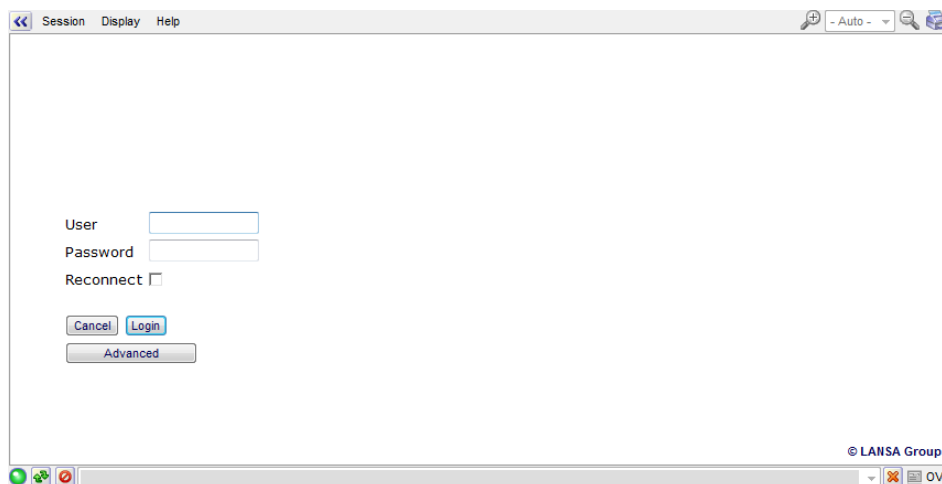 Session Display Help - Auto -
User
Password
Reconnect
Cancel Login
Advanced
© LANSA Group
OV